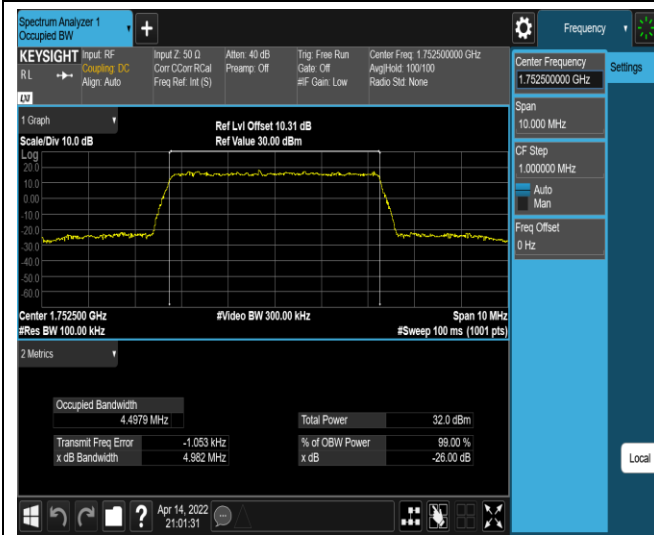 Spectrum Analyzer 1
Occupied BW
Frequency
KEYSIGHT
Input: RF
Coupling: DC
Align: Auto
Input Z: 50 Ω
Corr CCorr RCal
Freq Ref: Int (S)
Atten: 40 dB
Preamp: Off
Trig: Free Run
Gate: Off
#IF Gain: Low
Center Freq: 1.752500000 GHz
Avg|Hold: 100/100
Radio Std: None
RL
LXI
1 Graph
Scale/Div 10.0 dB
Ref Lvl Offset 10.31 dB
Ref Value 30.00 dBm
Log
20.0
10.0
0.00
-10.0
-20.0
-30.0
-40.0
-50.0
-60.0
Center 1.752500 GHz
#Res BW 100.00 kHz
#Video BW 300.00 kHz
Span 10 MHz
#Sweep 100 ms (1001 pts)
2 Metrics
Occupied Bandwidth
4.4979 MHz
Transmit Freq Error -1.053 kHz
x dB Bandwidth 4.982 MHz
Total Power 32.0 dBm
% of OBW Power 99.00 %
x dB -26.00 dB
Apr 14, 2022
21:01:31
Center Frequency
1.752500000 GHz
Span
10.000 MHz
CF Step
1.000000 MHz
Auto
Man
Freq Offset
0 Hz
Settings
Local